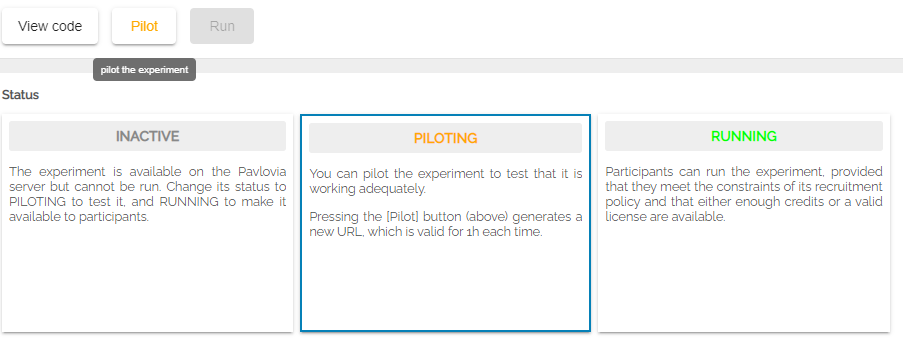 View code Pilot Run
pilot the experiment
Status
INACTIVE
The experiment is available on the Pavlovia
server but cannot be run. Change its status to
PILOTING to test it, and RUNNING to make it
available to participants.
PILOTING
You can pilot the experiment to test that it is
working adequately.
Pressing the [Pilot] button (above) generates a
new URL, which is valid for 1h each time.
RUNNING
Participants can run the experiment, provided
that they meet the constraints of its recruitment
policy and that either enough credits or a valid
license are available.